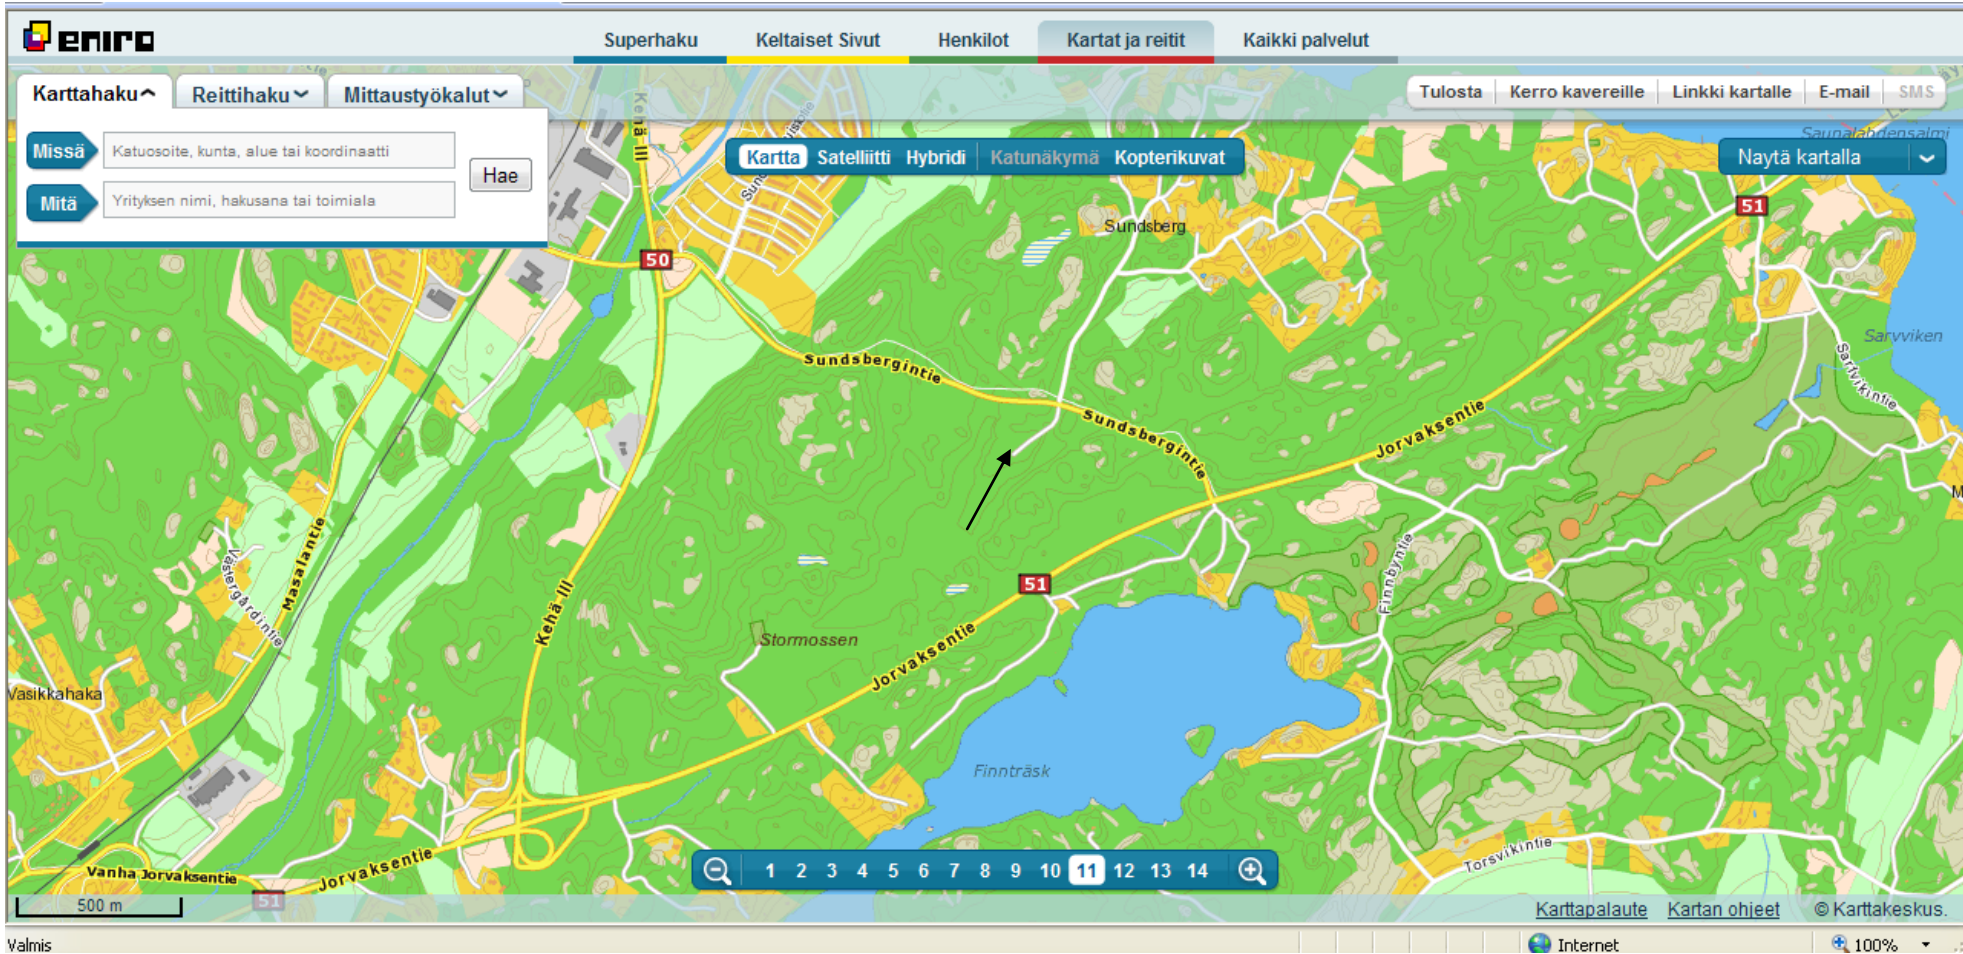 eniro
Superhaku Keltaiset Sivut Henkilot Kartat ja reitit Kaikki palvelut
Karttahaku Reittihaku Mittaustyökalut
Tulosta Kerro kavereille Linkki kartalle E-mail SMS
Missä Katuosoite, kunta, alue tai koordinaatti
Hae
Mitä Yrityksen nimi, hakusana tai toimiala
Kartta Satelliitti Hybridi Katunäkymä Kopterikuvat
Saunalahdensalmi
Näytä kartalla
Kehä III
51
Sundsberg
50
Sarvviken
Sundsbergintie
Sarfvikintie
Sundsbergintie
Jorvaksentie
Masalantie
Västergårdintie
Kehä III
Finnbyntie
51
Stormossen
Jorvaksentie
Vasikkahaka
Finnträsk
Torsvikintie
Vanha Jorvaksentie
Jorvaksentie
51
1 2 3 4 5 6 7 8 9 10 11 12 13 14
500 m
Karttapalaute Kartan ohjeet © Karttakeskus.
Valmis Internet 100%